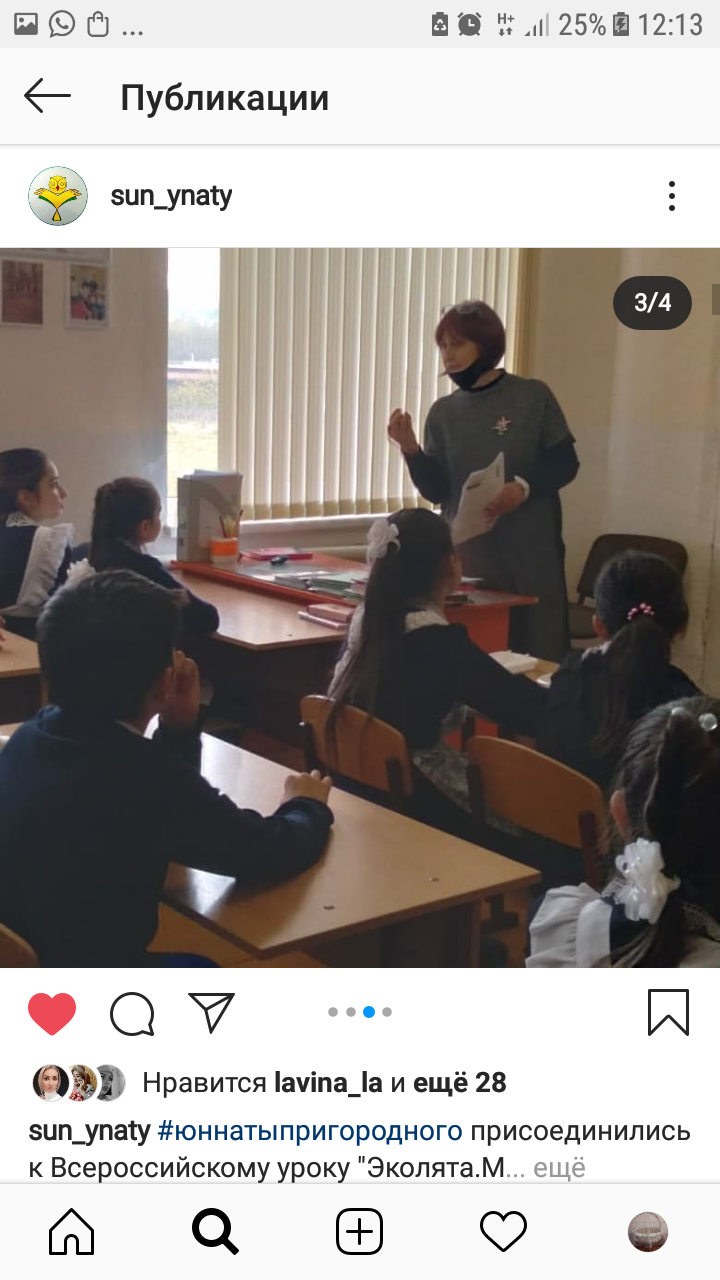 ... H+ 25% 12:13
Публикации
sun_ynaty
3/4
Нравится lavina_la и ещё 28
sun_ynaty #юннатыпригородного присоединились
к Всероссийскому уроку "Эколята.М... ещё